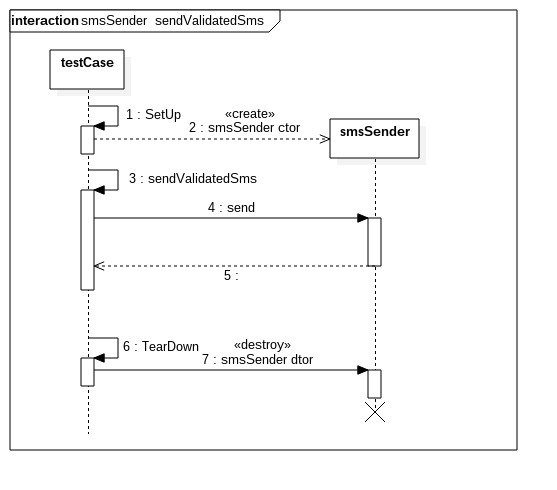 interaction smsSender sendValidatedSms
testCase
1 : SetUp
«create»
2 : smsSender ctor
smsSender
3 : sendValidatedSms
4 : send
5 :
6 : TearDown
«destroy»
7 : smsSender dtor